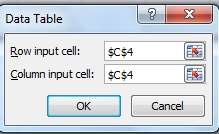 Data Table
?
Row input cell: $C$4
Column input cell: $C$4
OK Cancel